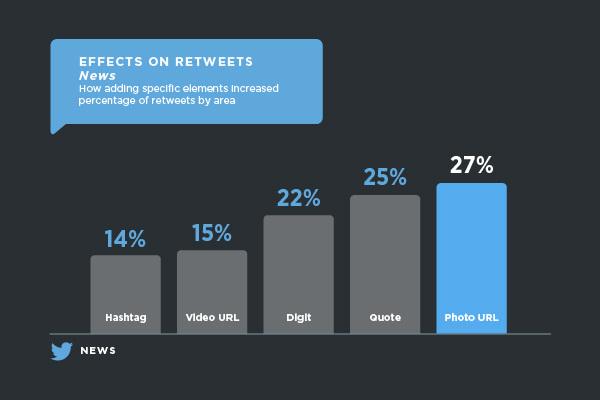 EFFECTS ON RETWEETS
News
How adding specific elements increased
percentage of retweets by area
14%
15%
22%
25%
27%
Hashtag
Video URL
Digit
Quote
Photo URL
NEWS